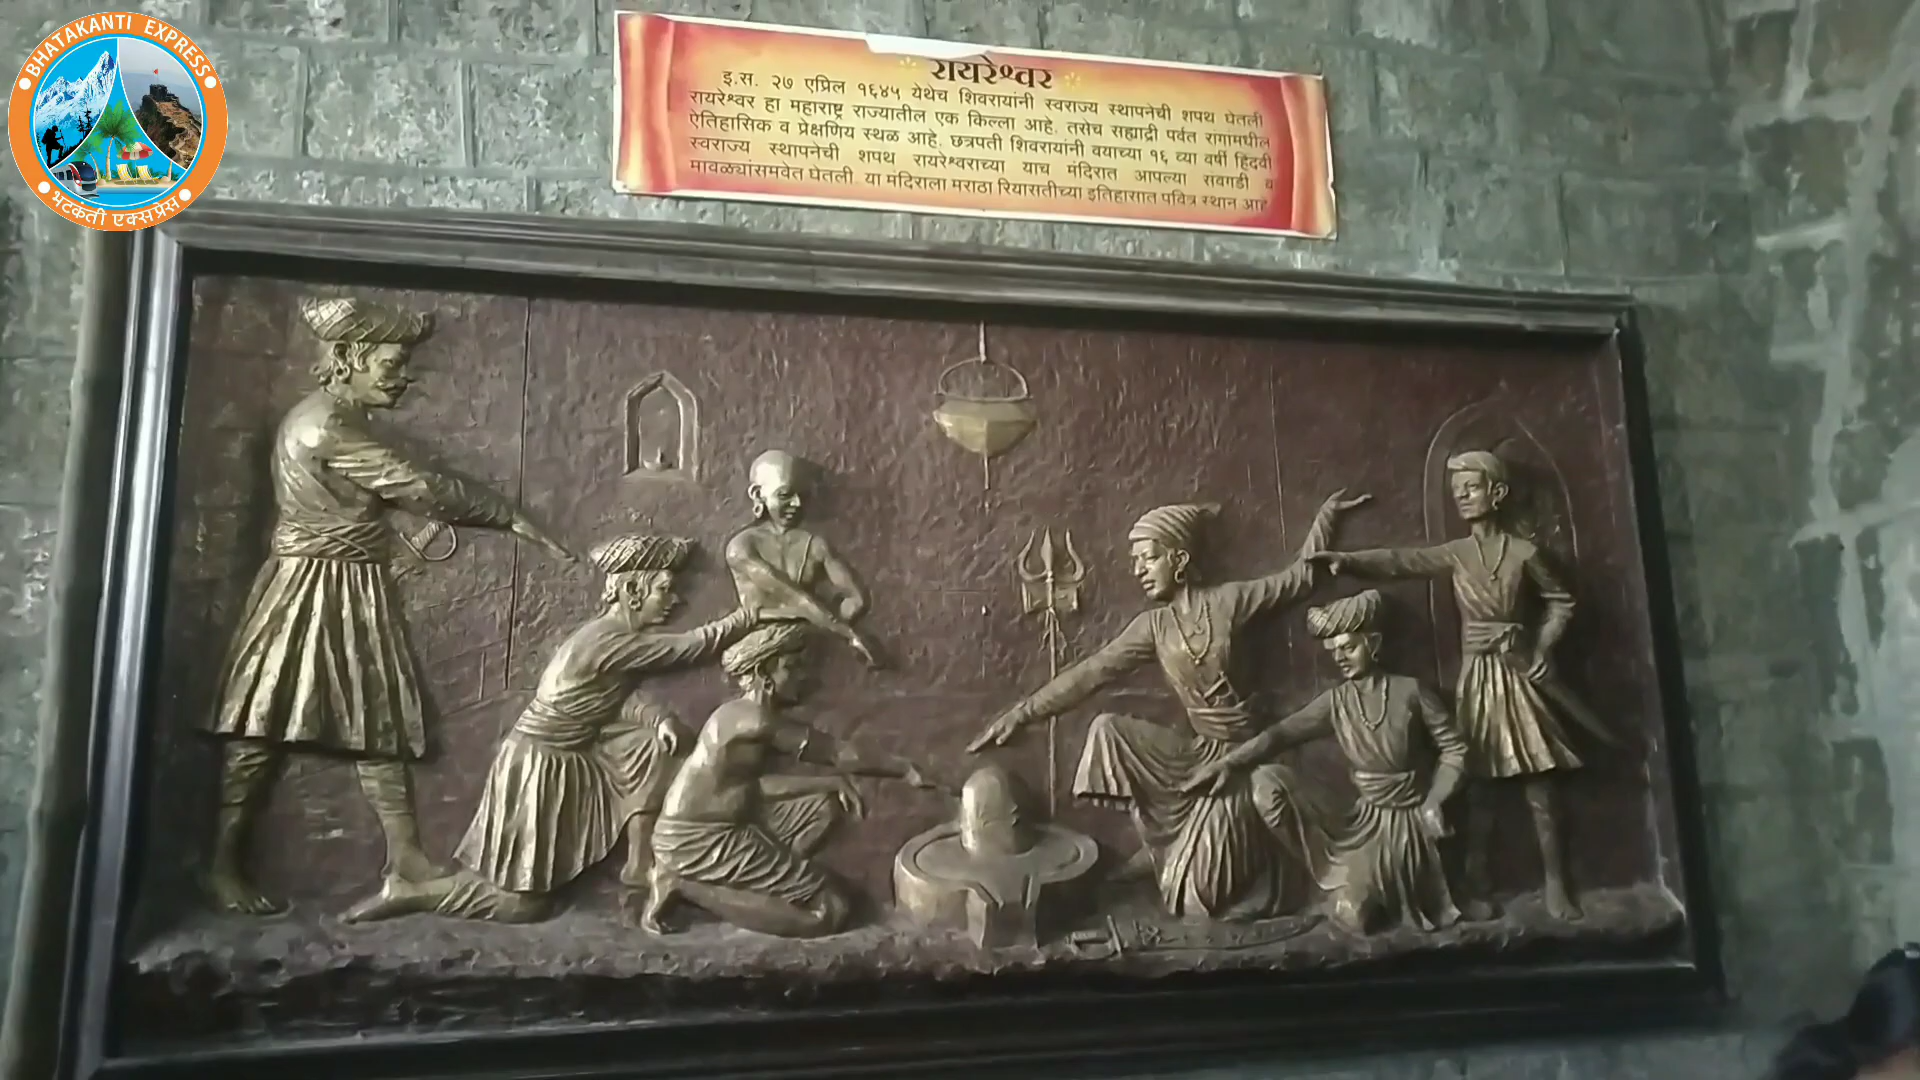 BHATAKANTI EXPRESS
भटकंती एक्सप्रेस
रायरेश्वर
इ.स. २७ एप्रिल १६४५ येथेच शिवरायांनी स्वराज्य स्थापनेची शपथ घेतली
रायरेश्वर हा महाराष्ट्र राज्यातील एक किल्ला आहे. तसेच सह्याद्री पर्वत रांगांमधील
ऐतिहासिक व प्रेक्षणिय स्थळ आहे. छत्रपती शिवरायांनी वयाच्या १६ व्या वर्षी हिंदवी
स्वराज्य स्थापनेची शपथ रायरेश्वराच्या याच मंदिरात आपल्या सवंगडी व
मावळ्यांसमवेत घेतली. या मंदिराला मराठा रियासतीच्या इतिहासात पवित्र स्थान आहे